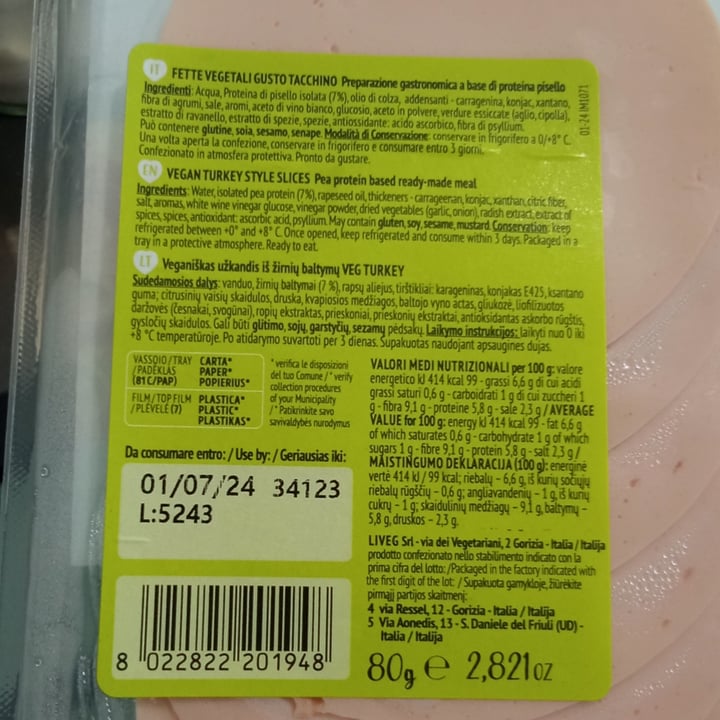 IT FETTE VEGETALI GUSTO TACCHINO Preparazione gastronomica a base di proteina pisello
Ingredienti: Acqua, Proteina di pisello isolata (7%), olio di colza, addensanti - carragenina, konjac, xantano,
fibra di agrumi, sale, aromi, aceto di vino bianco, glucosio, aceto in polvere, verdure essiccate (aglio, cipolla),
estratto di ravanello, estratto di spezie, spezie, antiossidante: acido ascorbico, fibra di psyllium.
Può contenere glutine, soia, sesamo, senape. Modalità di Conservazione: conservare in frigorifero a 0/+8° C.
Una volta aperta la confezione, conservare in frigorifero e consumare entro 3 giorni.
Confezionato in atmosfera protettiva. Pronto da gustare.
01-24 IM1071
EN VEGAN TURKEY STYLE SLICES Pea protein based ready-made meal
Ingredients: Water, isolated pea protein (7%), rapeseed oil, thickeners - carrageenan, konjac, xanthan, citric fiber,
salt, aromas, white wine vinegar glucose, vinegar powder, dried vegetables (garlic, onion), radish extract, extract of
spices, spices, antioxidant: ascorbic acid, psyllium. May contain gluten, soy, sesame, mustard. Conservation: keep
refrigerated between +0° and +8° C. Once opened, keep refrigerated and consume within 3 days. Packaged in a
tray in a protective atmosphere. Ready to eat.
LT Veganiškas užkandis iš žirnių baltymų VEG TURKEY
Sudedamosios dalys: vanduo, žirnių baltymai (7 %), rapsų aliejus, tirštikliai: karageninas, konjakas E425, ksantano
guma; citrusinių vaisių skaidulos, druska, kvapiosios medžiagos, baltojo vyno actas, gliukozė, liofilizuotos
daržovės (česnakai, svogūnai), ropių ekstraktas, prieskoniai, prieskonių ekstraktai, antioksidantas askorbo rūgštis,
gysločių skaidulos. Gali būti glitimo, sojų, garstyčių, sezamų pėdsakų. Laikymo instrukcijos: laikyti nuo 0 iki
+8 °C temperatūroje. Po atidarymo suvartoti per 3 dienas. Supakuotas naudojant apsaugines dujas.
VASSOIO/TRAY
/PADĖKLAS
(81 C/PAP)
CARTA*
PAPER*
POPIERIUS*
FILM/TOP FILM
/PLĖVELĖ (7)
PLASTICA*
PLASTIC*
PLASTIKAS*
* verifica le disposizioni
del tuo Comune / * verify
collection procedures
of your Municipality
/ * Patikrinkite savo
savivaldybės nurodymus
VALORI MEDI NUTRIZIONALI per 100 g: valore
energetico kJ 414 kcal 99 - grassi 6,6 g di cui acidi
grassi saturi 0,6 g - carboidrati 1 g di cui zuccheri 1
g - fibra 9,1 g - proteine 5,8 g - sale 2,3 g / AVERAGE
VALUE for 100 g: energy kJ 414 kcal 99 - fat 6,6 g
of which saturates 0,6 g - carbohydrate 1 g of which
sugars 1 g - fibre 9,1 g - protein 5,8 g - salt 2,3 g /
MAISTINGUMO DEKLARACIJA (100 g): energinė
vertė 414 kJ / 99 kcal; riebalų – 6,6 g, iš kurių sočiųjų
riebalų rūgščių – 0,6 g; angliavandenių – 1 g, iš kurių
cukrų – 1 g; skaidulinių medžiagų – 9,1 g, baltymų –
5,8 g, druskos – 2,3 g.
Da consumare entro: / Use by: / Geriausias iki:
01/07/24 34123
L:5243
LIVEG Srl - via dei Vegetariani, 2 Gorizia - Italia / Italija
prodotto confezionato nello stabilimento indicato con la
prima cifra del lotto: /Packaged in the factory indicated with
the first digit of the lot: / Supakuota gamykloje, žiūrėkite
pirmąjį partijos skaitmenį:
4 via Ressel, 12 - Gorizia - Italia / Italija
5 Via Aonedis, 13 - S. Daniele del Friuli (UD) -
Italia / Italija
8 022822 201948
80g e 2,821oz